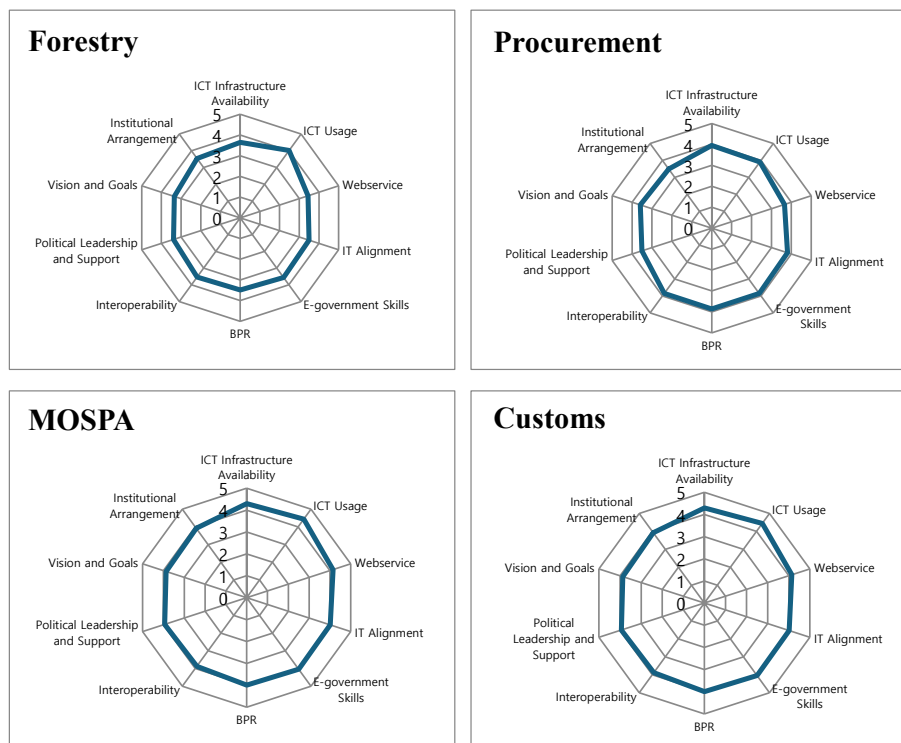 Forestry
ICT Infrastructure
Availability
ICT Usage
Webservice
IT Alignment
E-government Skills
BPR
Interoperability
Political Leadership
and Support
Vision and Goals
Institutional
Arrangement
5
4
3
2
1
0
Procurement
ICT Infrastructure
Availability
ICT Usage
Webservice
IT Alignment
E-government
Skills
BPR
Interoperability
Political Leadership
and Support
Vision and Goals
Institutional
Arrangement
5
4
3
2
1
0
MOSPA
ICT Infrastructure
Availability
ICT Usage
Webservice
IT Alignment
E-government
Skills
BPR
Interoperability
Political Leadership
and Support
Vision and Goals
Institutional
Arrangement
5
4
3
2
1
0
Customs
ICT Infrastructure
Availability
ICT Usage
Webservice
IT Alignment
E-government
Skills
BPR
Interoperability
Political
Leadership and
Support
Vision and Goals
Institutional
Arrangement
5
4
3
2
1
0